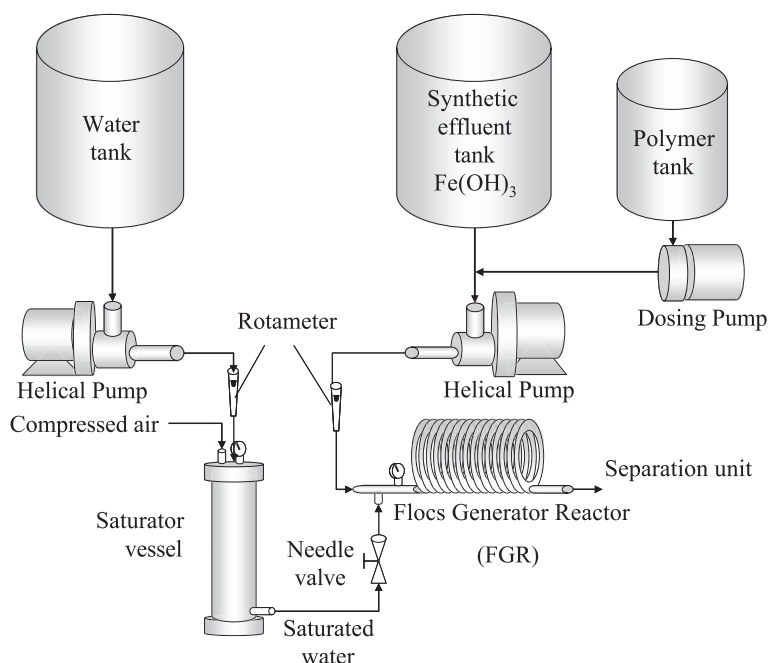 Water
tank
Synthetic
effluent
tank
Fe(OH)₃
Polymer
tank
Dosing Pump
Rotameter
Helical Pump
Helical Pump
Compressed air
Separation unit
Flocs Generator Reactor
(FGR)
Saturator
vessel
Needle
valve
Saturated
water